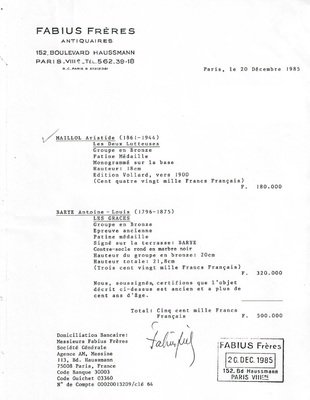 FABIUS FRÈRES
ANTIQUAIRES
152, BOULEVARD HAUSSMANN
PARIS-VIIIᵉ - TEL. 562.39-18
Paris, le 20 Décembre 1985
MAILLOL Aristide (1861-1944)
Les Deux Lutteuses
Groupe en Bronze
Patine Médaille
Monogrammé sur la base
Hauteur: 18cm
Edition Vollard, vers 1900
(Cent quatre vingt mille Francs Français)
F. 180.000
BARYE Antoine-Louis (1796-1875)
LES GRACES
Groupe en Bronze
Epreuve ancienne
Patine médaille
Signé sur la terrasse: BARYE
Contre-socle rond en marbre noir
Hauteur du groupe en bronze: 20cm
Hauteur totale: 21,8cm
(Trois cent vingt mille Francs Français)
F. 320.000
Nous, soussignés, certifions que l'objet
décrit ci-dessus est ancien et a plus de
cent ans d'âge.
Total: Cinq cent mille Francs
Français
F. 500.000
Domiciliation Bancaire:
Messieurs Fabius Frères
Société Générale
Agence AM, Messine
113, Bd. Haussmann
75008 Paris, France
Code Banque 30003
Code Guichet 03360
N° de Compte 00020013209/clé 64
FABIUS Frères
20 DEC. 1985
152, Bd Haussmann
PARIS VIIIᵉ